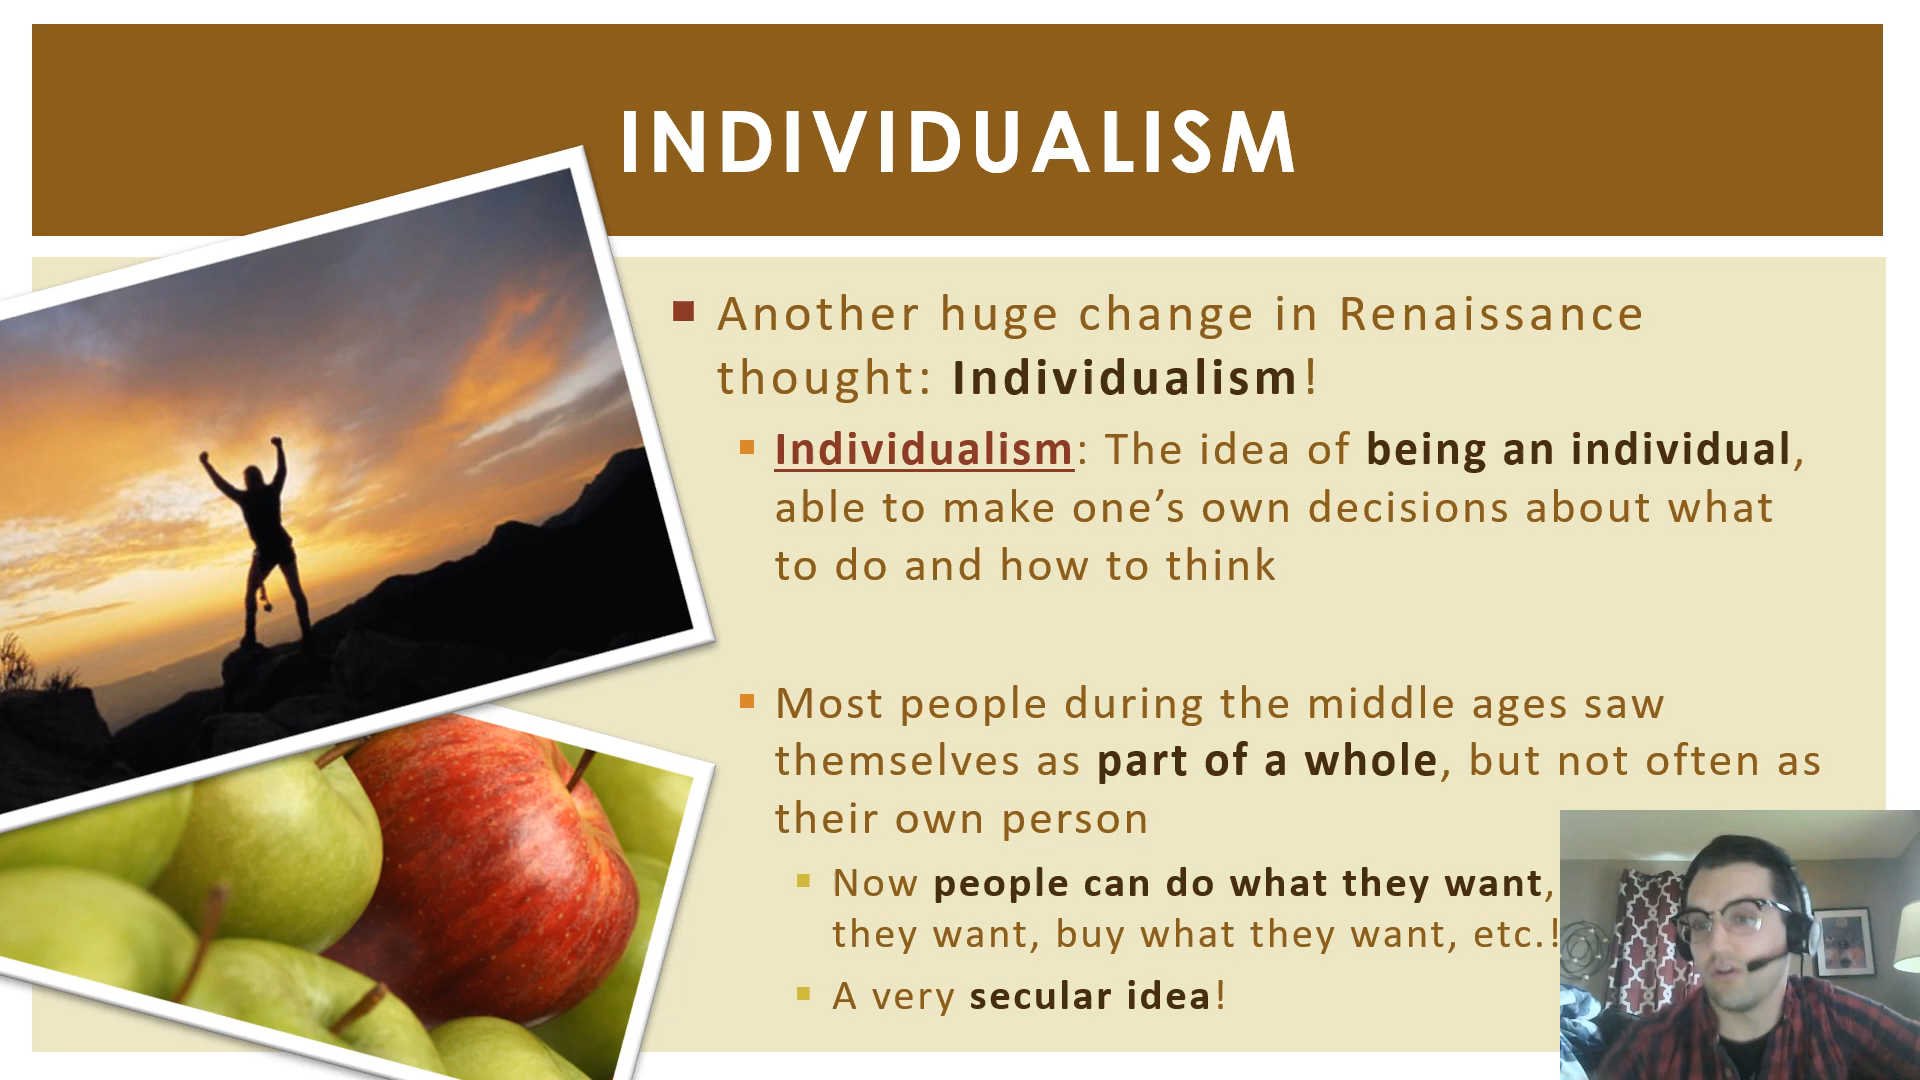 INDIVIDUALISM
Another huge change in Renaissance
thought: Individualism!
Individualism: The idea of being an individual,
able to make one’s own decisions about what
to do and how to think
Most people during the middle ages saw
themselves as part of a whole, but not often as
their own person
Now people can do what they want,
they want, buy what they want, etc.!
A very secular idea!